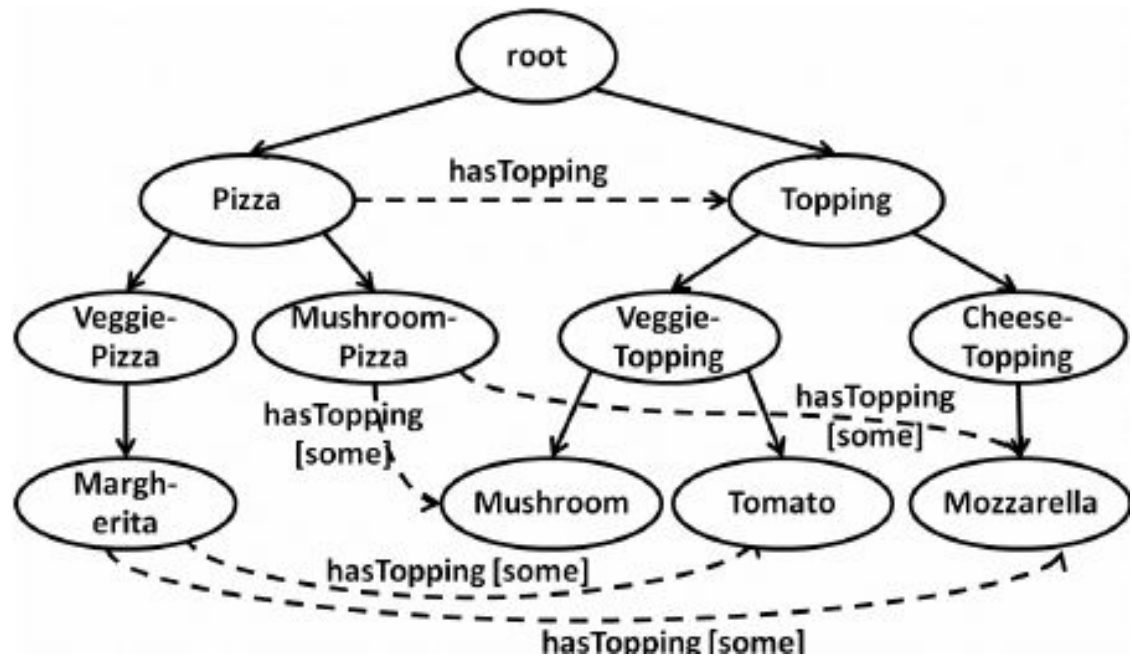 root
hasTopping
Pizza
Topping
Veggie-
Pizza
Mushroom-
Pizza
Veggie-
Topping
Cheese-
Topping
hasTopping
[some]
hasTopping
[some]
Margh-
erita
Mushroom
Tomato
Mozzarella
hasTopping [some]
hasTopping [some]